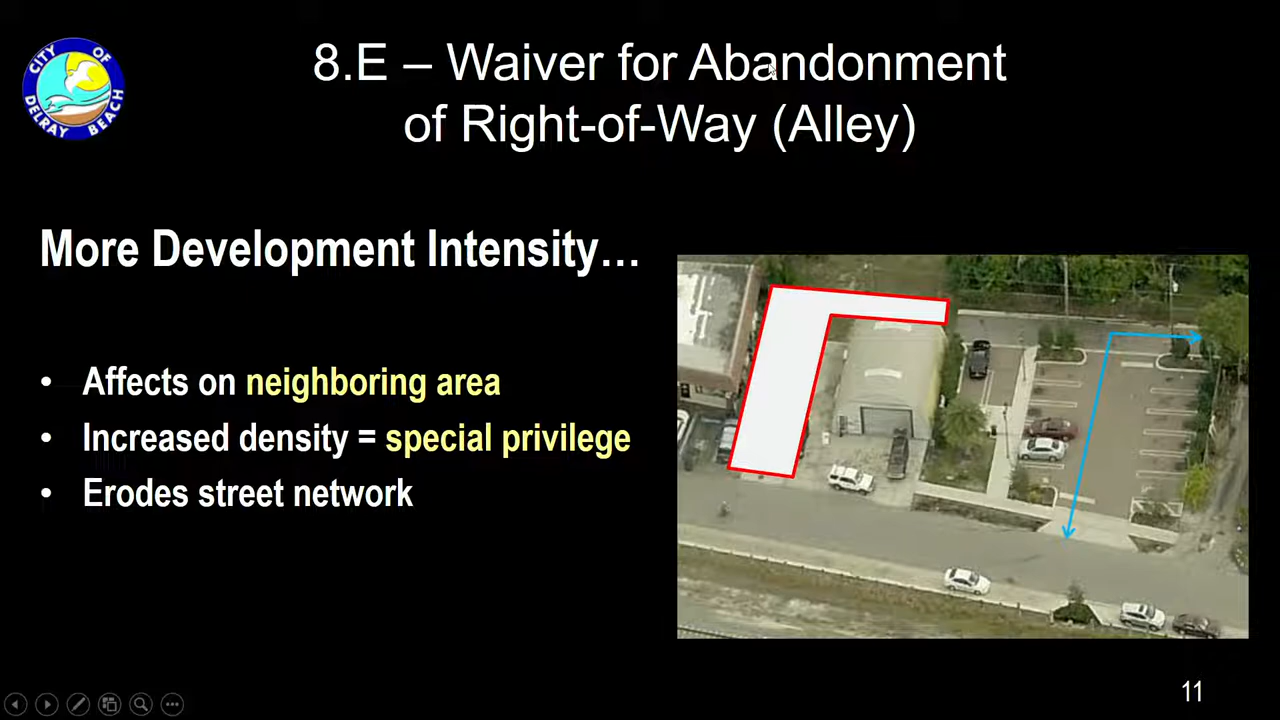 CITY OF
DELRAY BEACH
8.E – Waiver for Abandonment
of Right-of-Way (Alley)
More Development Intensity…
• Affects on neighboring area
• Increased density = special privilege
• Erodes street network
11